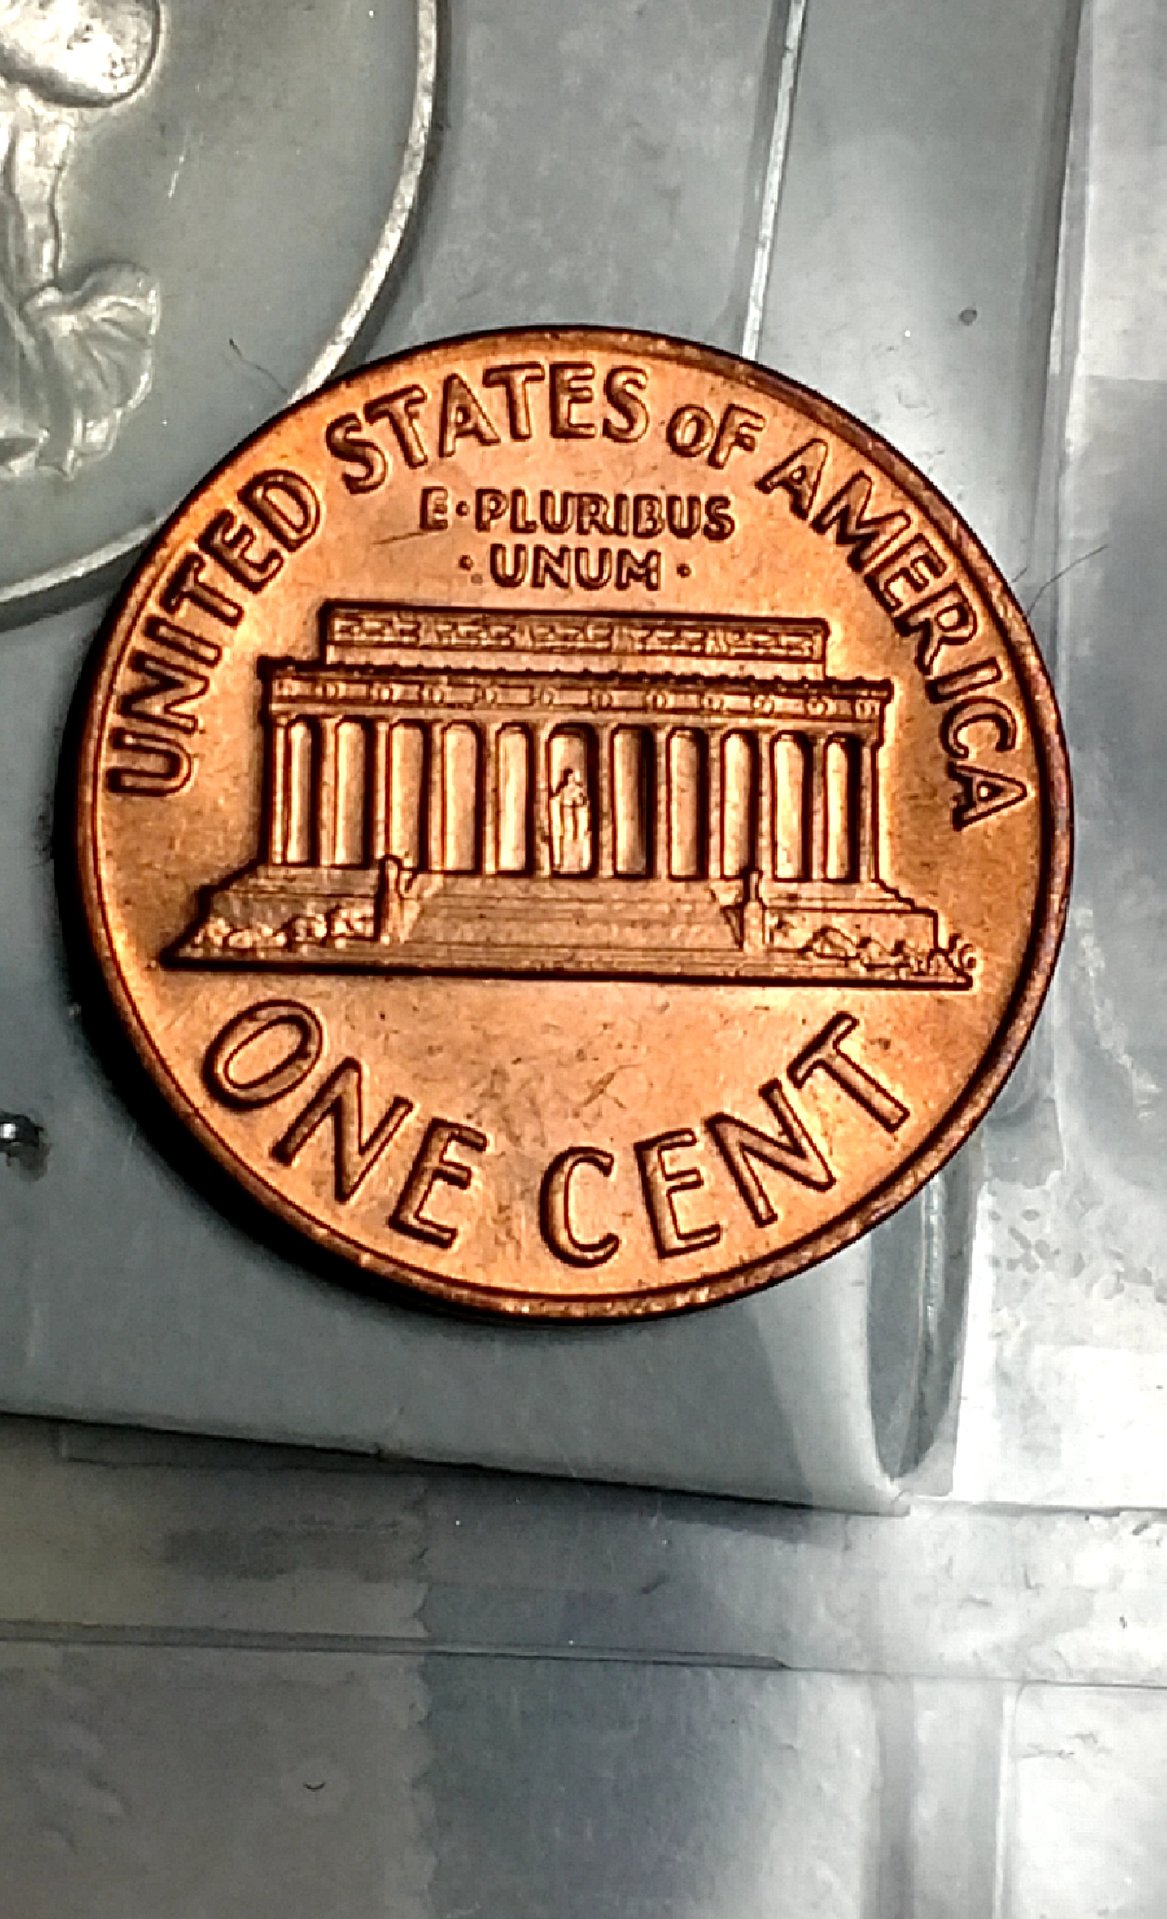 UNITED STATES OF AMERICA
E·PLURIBUS
·UNUM·
ONE CENT